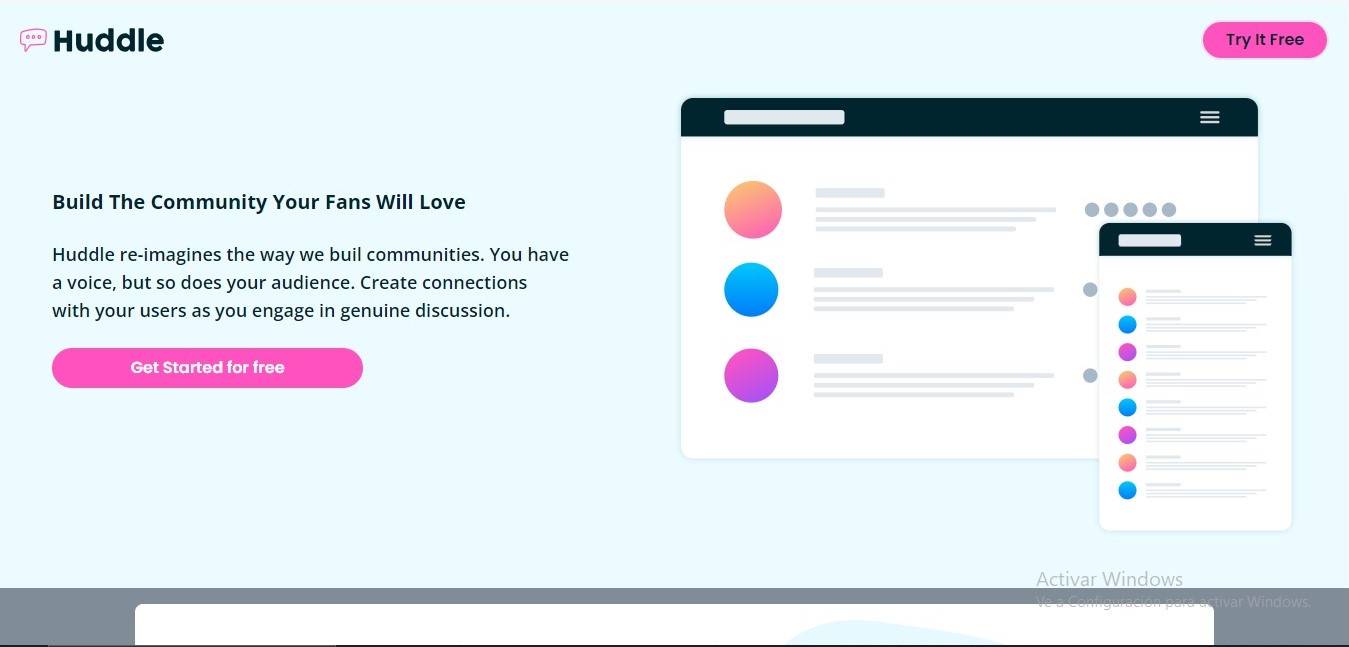 Huddle
Try It Free
Build The Community Your Fans Will Love
Huddle re-imagines the way we buil communities. You have
a voice, but so does your audience. Create connections
with your users as you engage in genuine discussion.
Get Started for free
Activar Windows
Ve a Configuración para activar Windows.